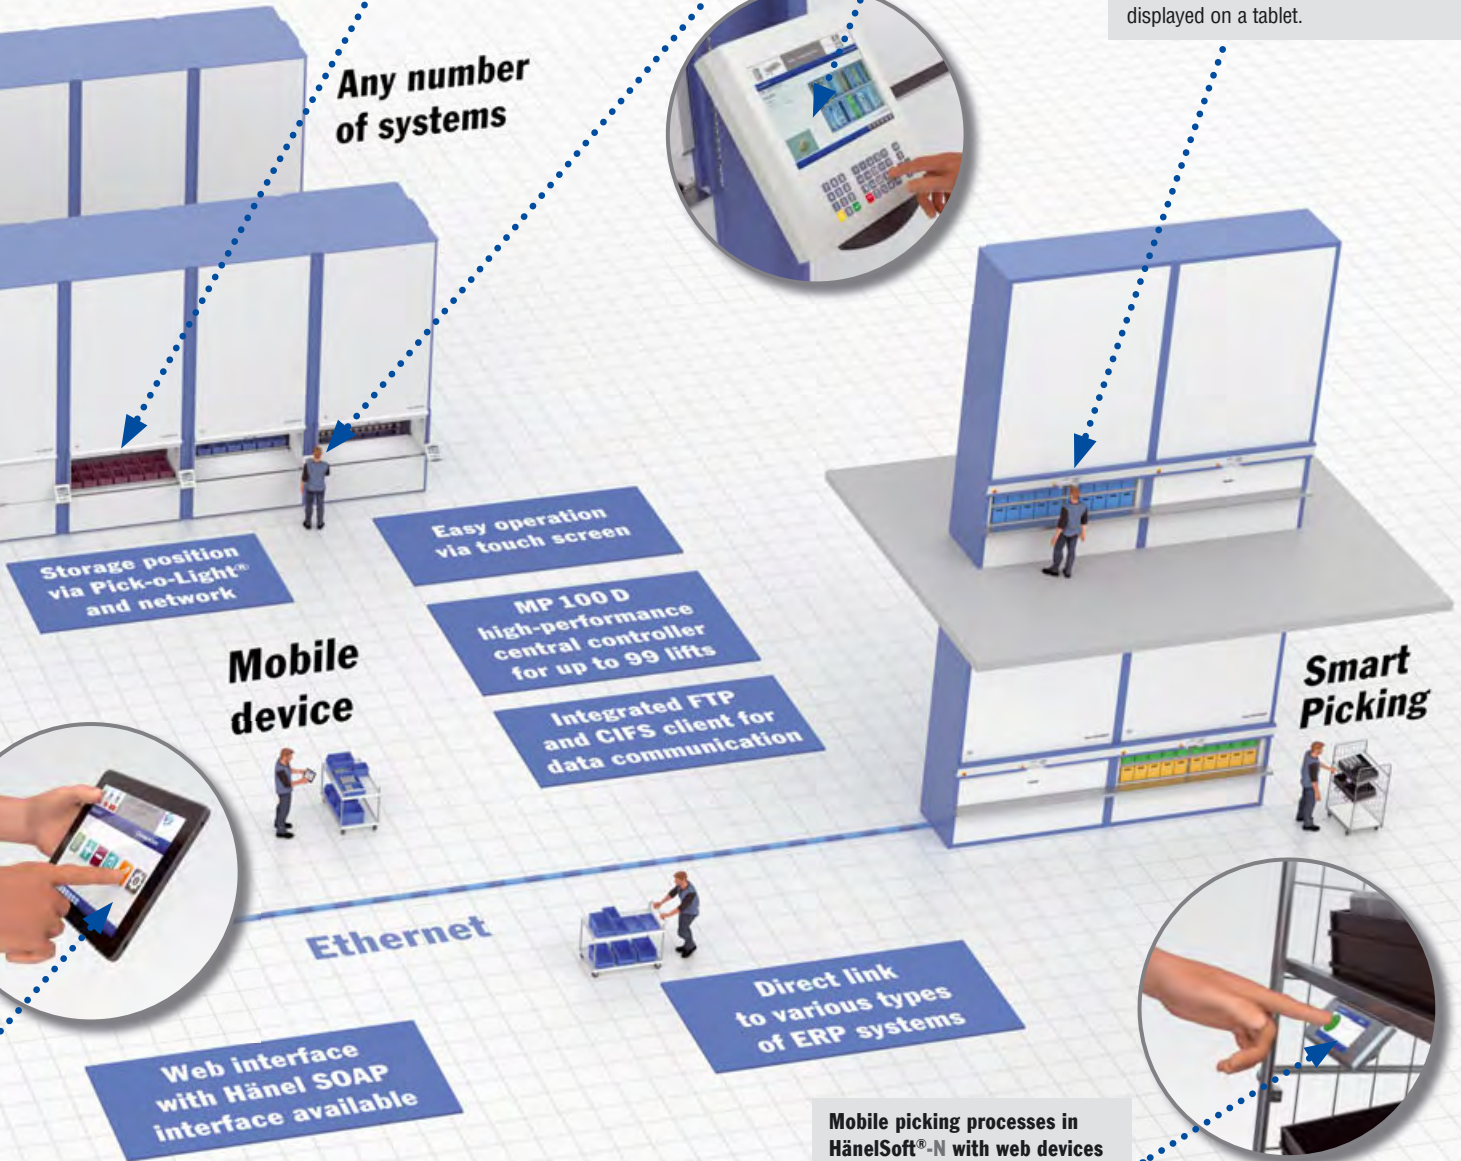 displayed on a tablet.
Any number
of systems
Easy operation
via touch screen
Storage position
via Pick-o-Light®
and network
MP 100 D
high-performance
central controller
for up to 99 lifts
Mobile
device
Smart
Picking
Integrated FTP
and CIFS client for
data communication
Ethernet
Direct link
to various types
of ERP systems
Web interface
with Hänel SOAP
interface available
Mobile picking processes in
HänelSoft®-N with web devices